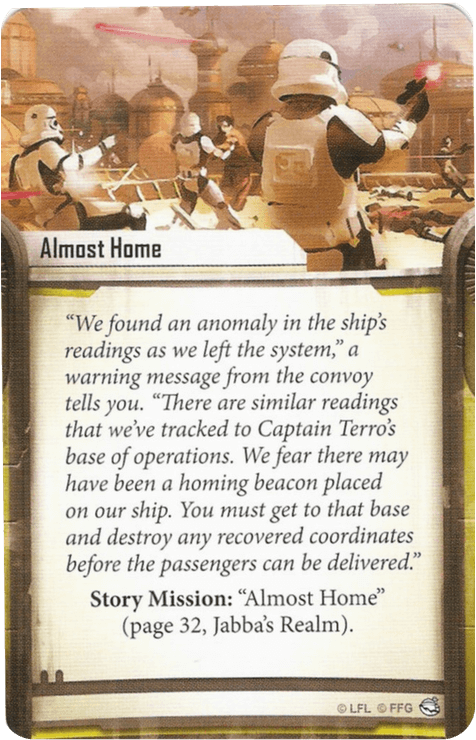 Almost Home
“We found an anomaly in the ship’s
readings as we left the system,” a
warning message from the convoy
tells you. “There are similar readings
that we’ve tracked to Captain Terro’s
base of operations. We fear there may
have been a homing beacon placed
on our ship. You must get to that base
and destroy any recovered coordinates
before the passengers can be delivered.”
Story Mission: “Almost Home”
(page 32, Jabba’s Realm).
© LFL © FFG